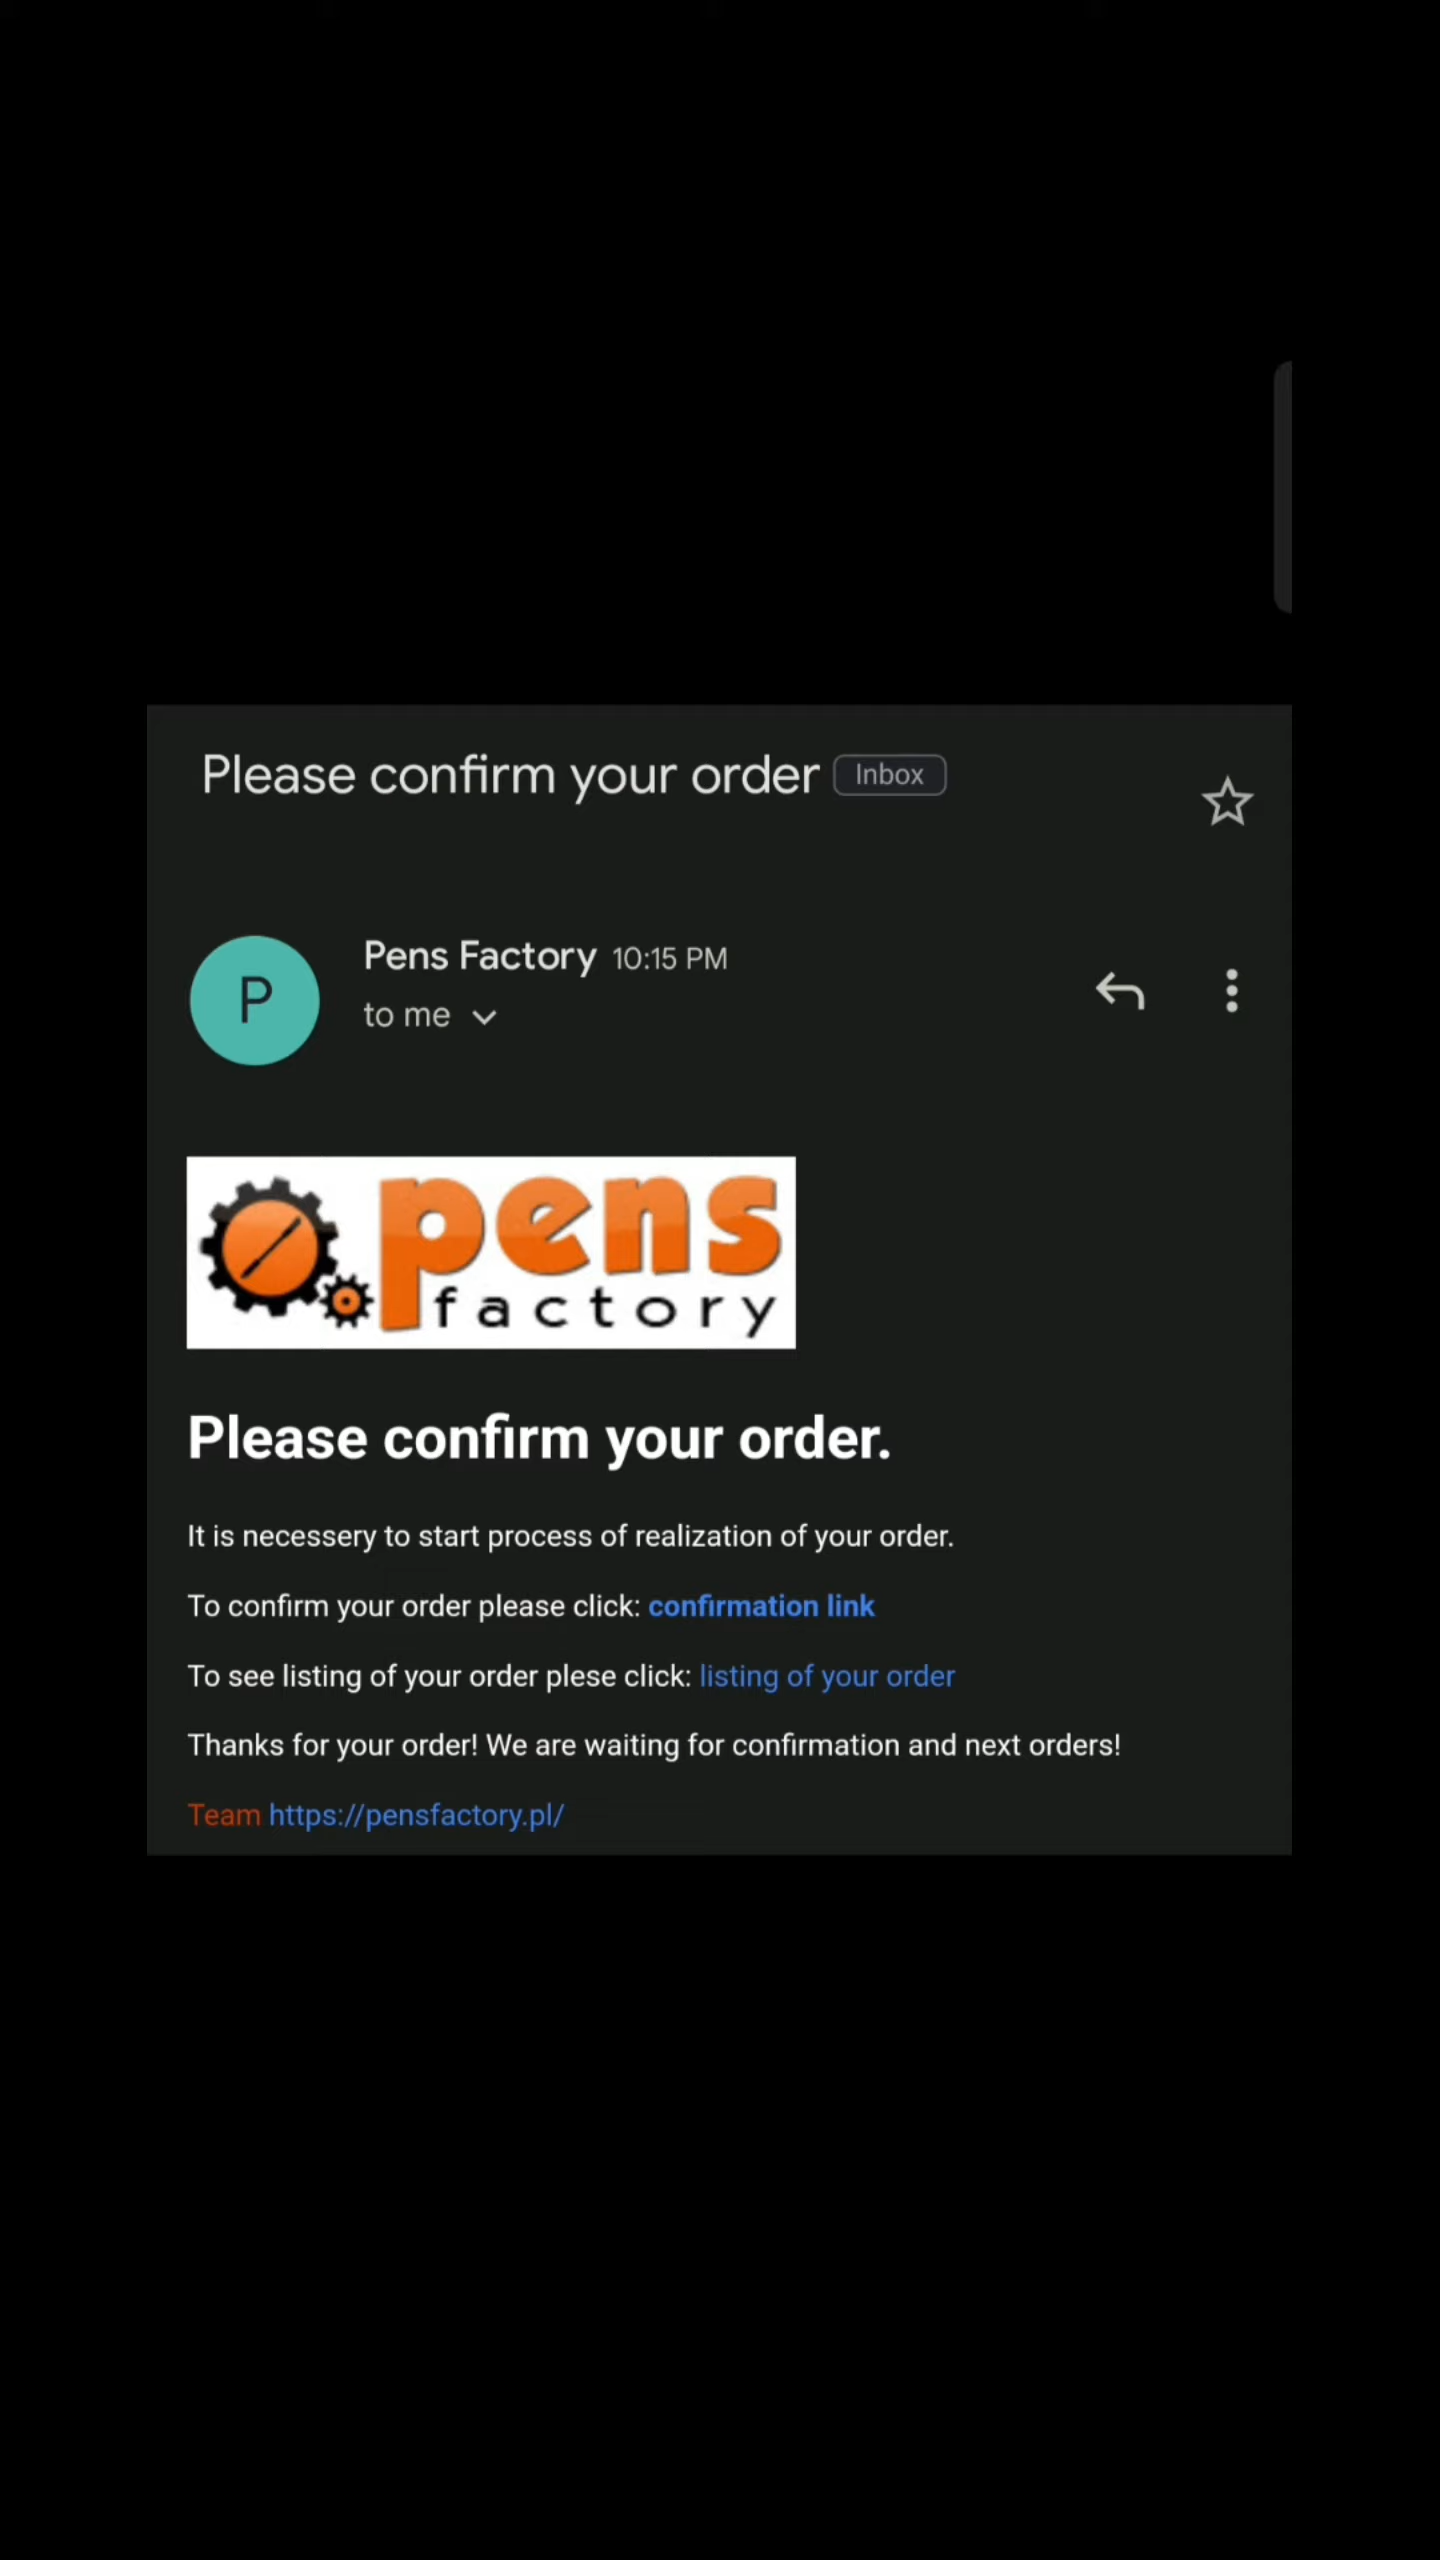 Please confirm your order Inbox
P
Pens Factory 10:15 PM
to me
pens
factory
Please confirm your order.
It is necessery to start process of realization of your order.
To confirm your order please click: confirmation link
To see listing of your order plese click: listing of your order
Thanks for your order! We are waiting for confirmation and next orders!
Team https://pensfactory.pl/